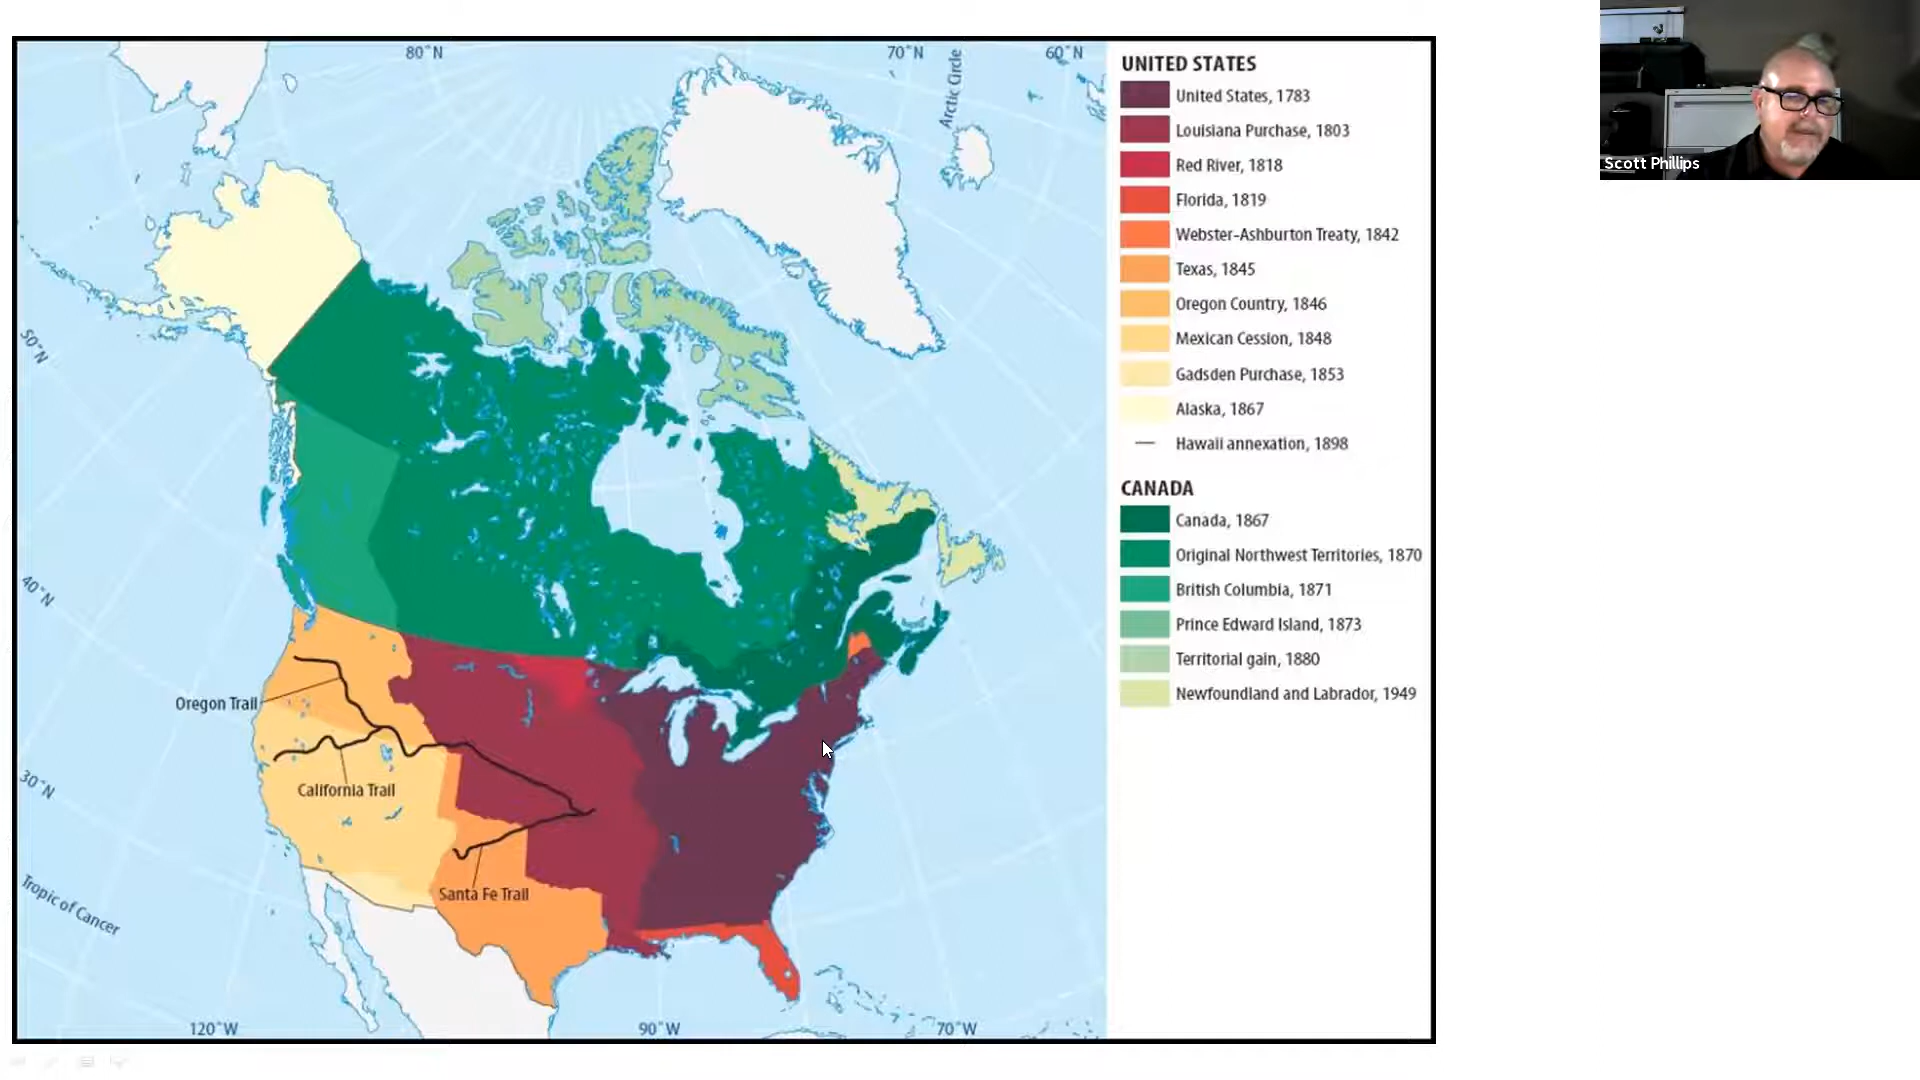 80°N
70°N
60°N
Arctic Circle
50°N
40°N
30°N
Tropic of Cancer
120°W
90°W
70°W
Oregon Trail
California Trail
Santa Fe Trail
UNITED STATES
United States, 1783
Louisiana Purchase, 1803
Red River, 1818
Florida, 1819
Webster-Ashburton Treaty, 1842
Texas, 1845
Oregon Country, 1846
Mexican Cession, 1848
Gadsden Purchase, 1853
Alaska, 1867
Hawaii annexation, 1898
CANADA
Canada, 1867
Original Northwest Territories, 1870
British Columbia, 1871
Prince Edward Island, 1873
Territorial gain, 1880
Newfoundland and Labrador, 1949
Scott Phillips